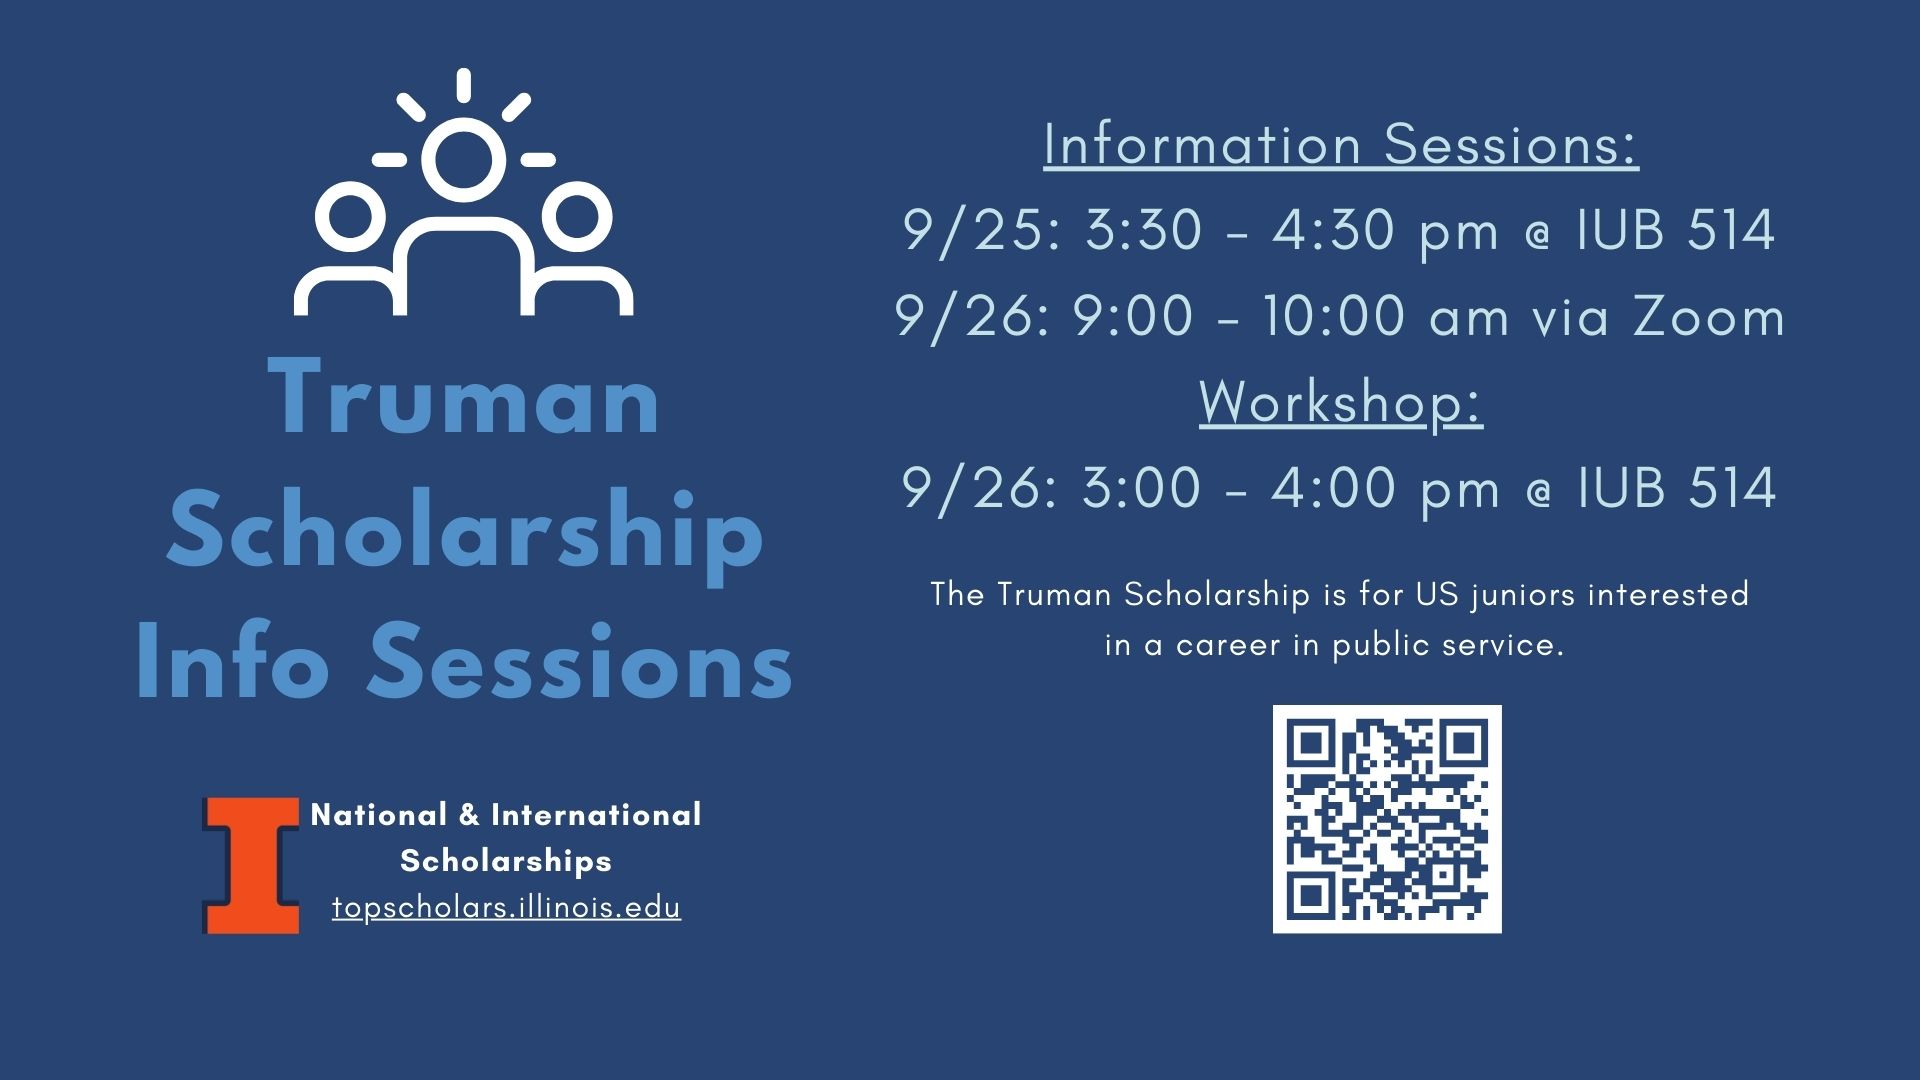 Truman
Scholarship
Info Sessions
National & International
Scholarships
topscholars.illinois.edu
Information Sessions:
9/25: 3:30 - 4:30 pm @ IUB 514
9/26: 9:00 - 10:00 am via Zoom
Workshop:
9/26: 3:00 - 4:00 pm @ IUB 514
The Truman Scholarship is for US juniors interested
in a career in public service.